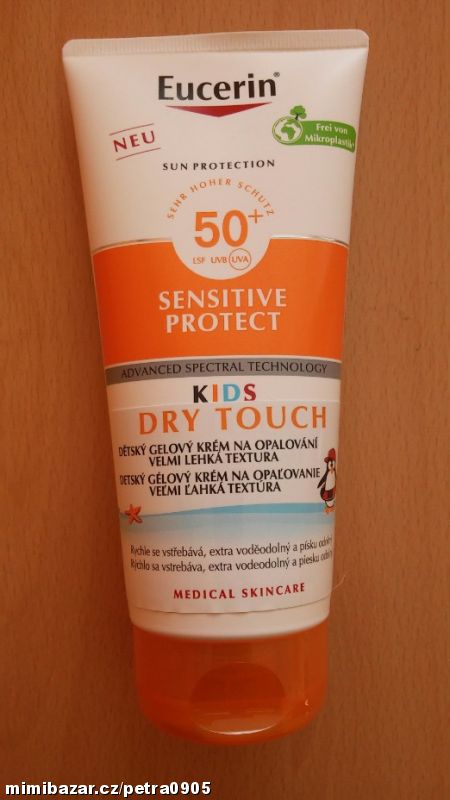 Eucerin®
NEU
Frei von
Mikroplastik
SUN PROTECTION
SEHR HOHER SCHUTZ
50+
LSF UVB UVA
SENSITIVE
PROTECT
ADVANCED SPECTRAL TECHNOLOGY
KIDS
DRY TOUCH
DĚTSKÝ GELOVÝ KRÉM NA OPALOVÁNÍ
VELMI LEHKÁ TEXTURA
DETSKÝ GÉLOVÝ KRÉM NA OPAĽOVANIE
VEĽMI ĽAHKÁ TEXTÚRA
Rychle se vstřebává, extra voděodolný a písku
Rýchlo sa vstrebáva, extra vodeodolný a piesku
MEDICAL SKINCARE
mimibazar.cz/petra0905